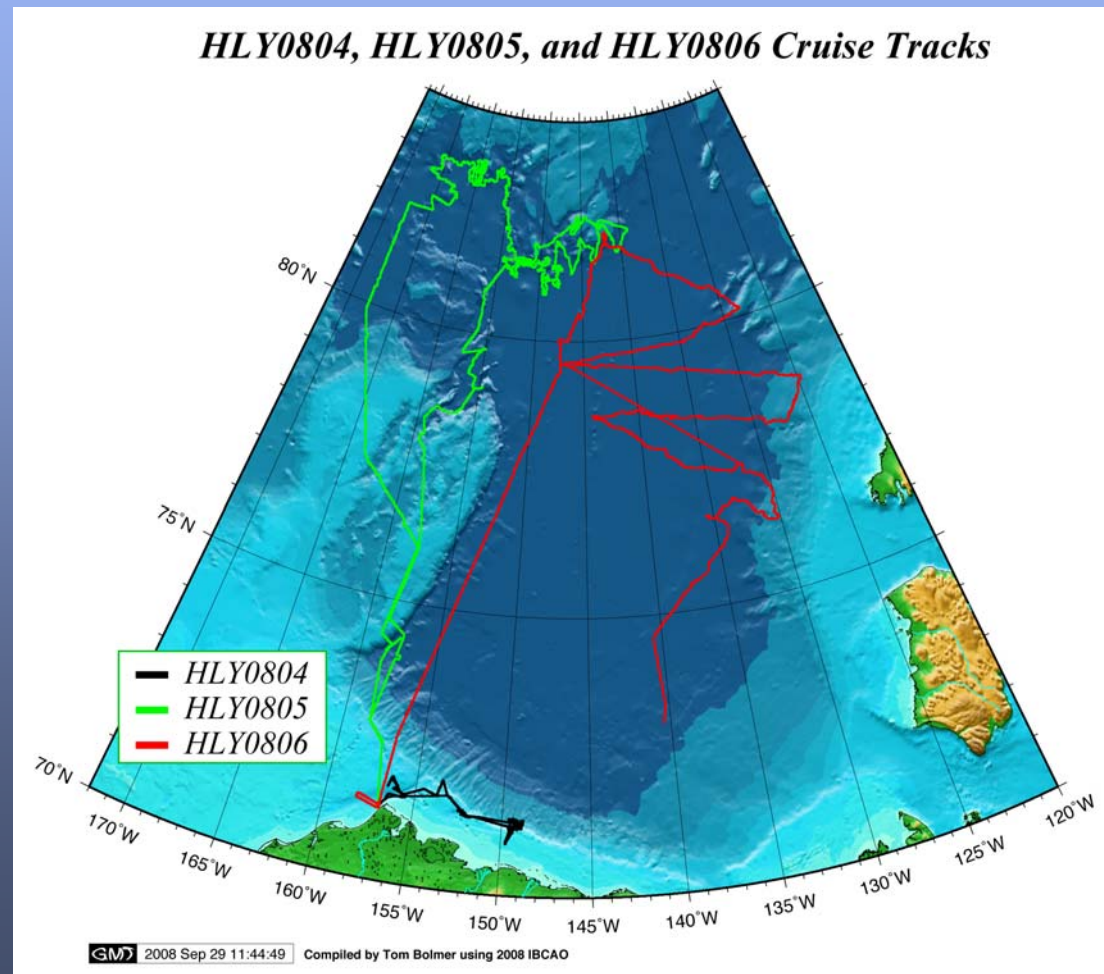 HLY0804, HLY0805, and HLY0806 Cruise Tracks
80°N
75°N
HLY0804
HLY0805
HLY0806
70°N
170°W
165°W
160°W
155°W
150°W
145°W
140°W
135°W
130°W
125°W
120°W
GMT 2008 Sep 29 11:44:49 Compiled by Tom Bolmer using 2008 IBCAO